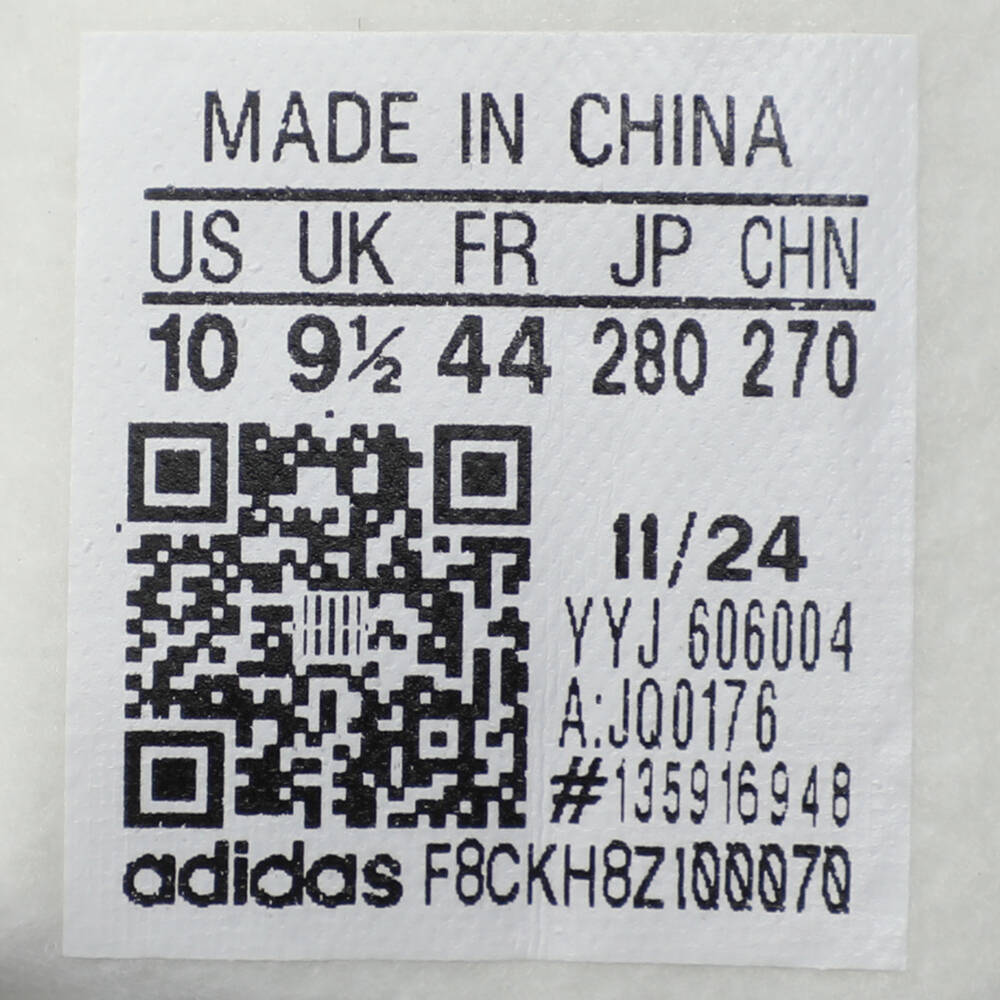 MADE IN CHINA
US UK FR JP CHN
10 9½ 44 280 270
11/24
YYJ 606004
A:JQ0176
#135916948
adidas F8CKH8Z100070